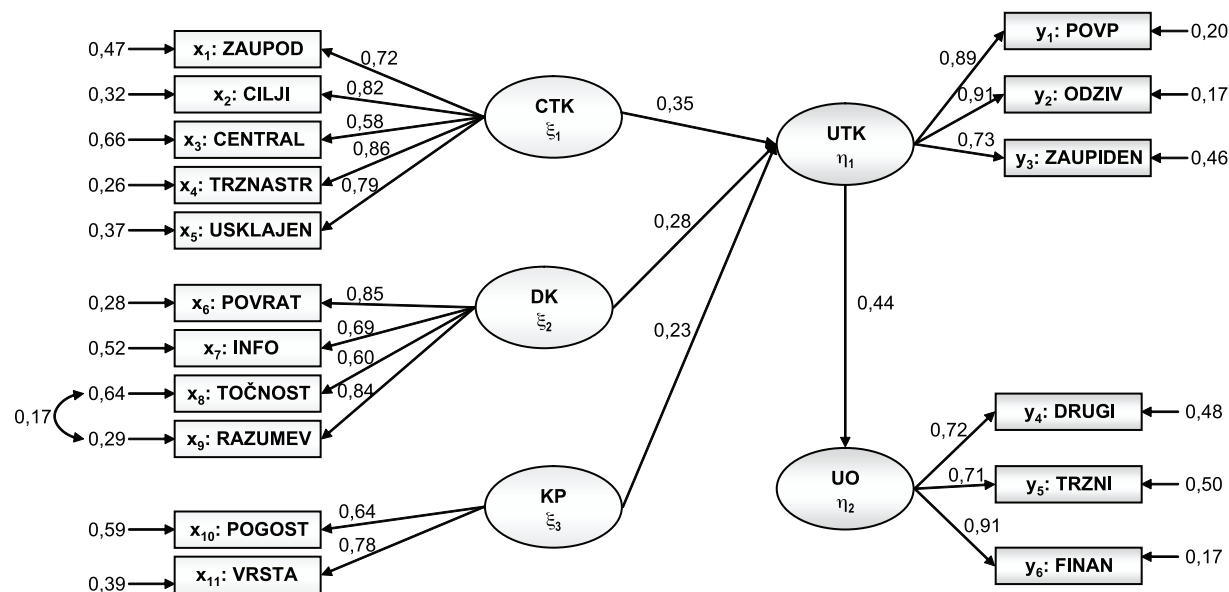 0,47
x₁: ZAUPOD
0,72
0,32
x₂: CILJI
0,82
0,66
x₃: CENTRAL
0,58
0,26
x₄: TRZNASTR
0,86
0,37
x₅: USKLAJEN
0,79
CTK
ξ₁
0,35
0,28
x₆: POVRAT
0,85
0,52
x₇: INFO
0,69
0,64
x₈: TOČNOST
0,60
0,17
0,29
x₉: RAZUMEV
0,84
DK
ξ₂
0,28
0,59
x₁₀: POGOST
0,64
0,39
x₁₁: VRSTA
0,78
KP
ξ₃
0,23
UTK
η₁
0,89
y₁: POVP
0,20
0,91
y₂: ODZIV
0,17
0,73
y₃: ZAUPIDEN
0,46
0,44
UO
η₂
0,72
y₄: DRUGI
0,48
0,71
y₅: TRZNI
0,50
0,91
y₆: FINAN
0,17